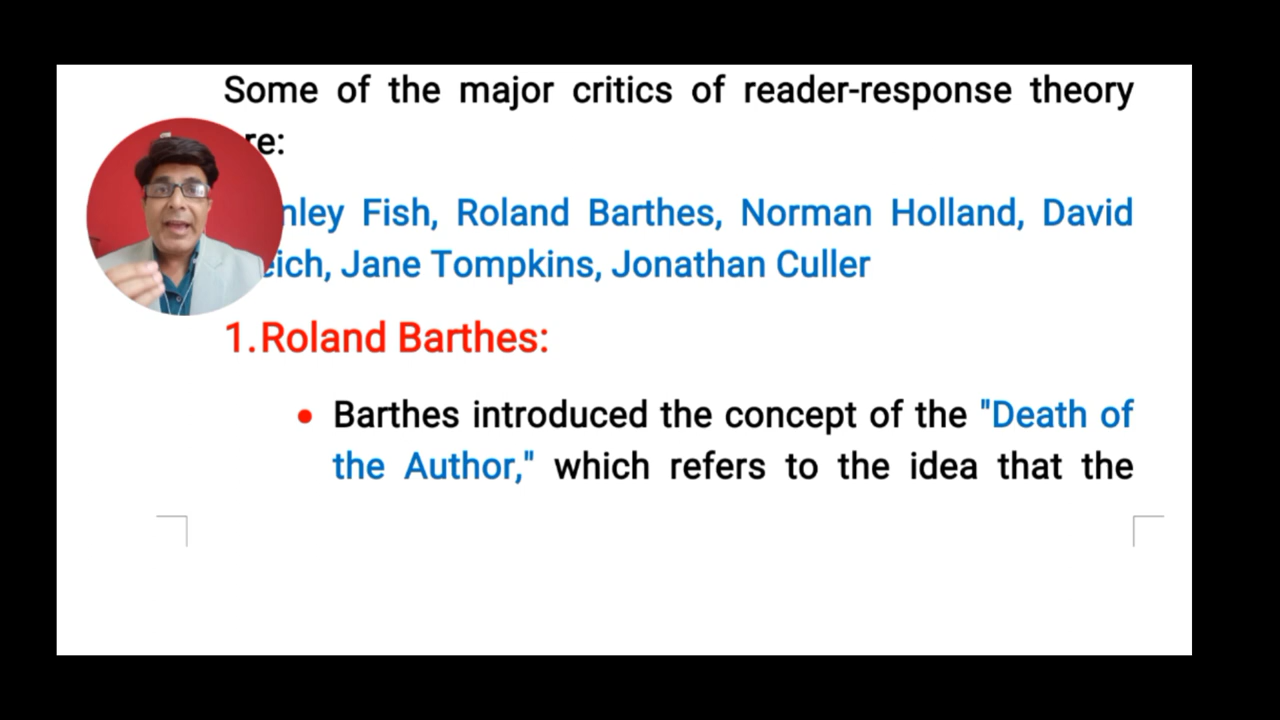 Some of the major critics of reader-response theory
re:
nley Fish, Roland Barthes, Norman Holland, David
eich, Jane Tompkins, Jonathan Culler
1. Roland Barthes:
• Barthes introduced the concept of the "Death of
the Author," which refers to the idea that the